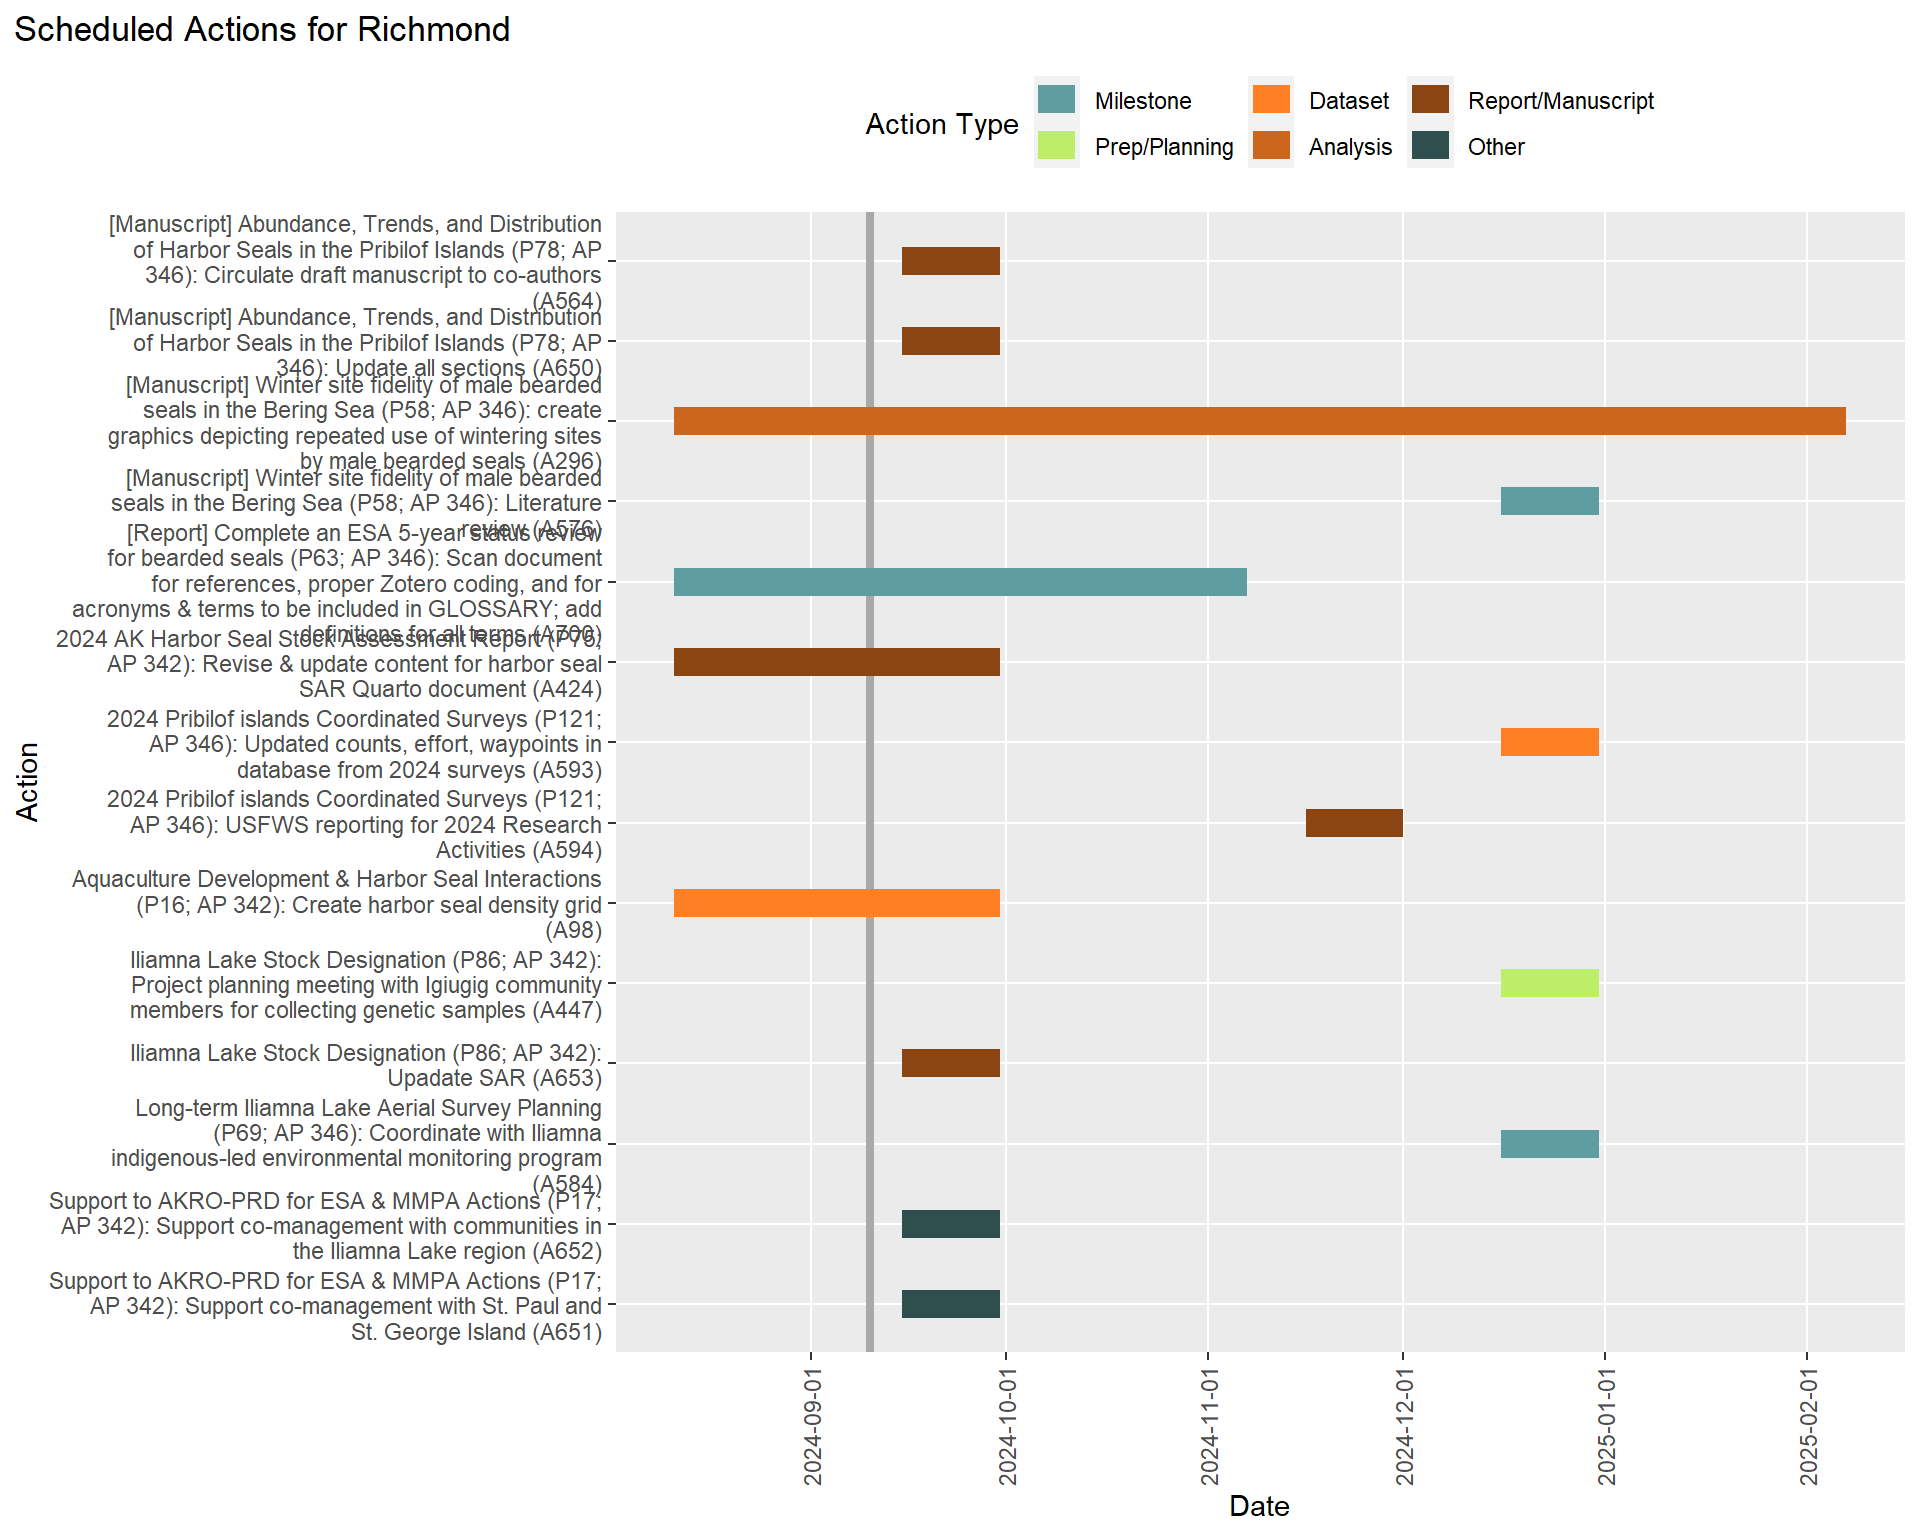 Scheduled Actions for Richmond
Action Type
Milestone
Dataset
Report/Manuscript
Prep/Planning
Analysis
Other
[Manuscript] Abundance, Trends, and Distribution
of Harbor Seals in the Pribilof Islands (P78; AP
346): Circulate draft manuscript to co-authors
(A564)
[Manuscript] Abundance, Trends, and Distribution
of Harbor Seals in the Pribilof Islands (P78; AP
346): Update all sections (A650)
[Manuscript] Winter site fidelity of male bearded
seals in the Bering Sea (P58; AP 346): create
graphics depicting repeated use of wintering sites
by male bearded seals (A296)
[Manuscript] Winter site fidelity of male bearded
seals in the Bering Sea (P58; AP 346): Literature
review (A576)
[Report] Complete an ESA 5-year status review
for bearded seals (P63; AP 346): Scan document
for references, proper Zotero coding, and for
acronyms & terms to be included in GLOSSARY; add
definitions for all terms (A700)
2024 AK Harbor Seal Stock Assessment Report (P75;
AP 342): Revise & update content for harbor seal
SAR Quarto document (A424)
2024 Pribilof islands Coordinated Surveys (P121;
AP 346): Updated counts, effort, waypoints in
database from 2024 surveys (A593)
2024 Pribilof islands Coordinated Surveys (P121;
AP 346): USFWS reporting for 2024 Research
Activities (A594)
Aquaculture Development & Harbor Seal Interactions
(P16; AP 342): Create harbor seal density grid
(A98)
Iliamna Lake Stock Designation (P86; AP 342):
Project planning meeting with Igiugig community
members for collecting genetic samples (A447)
Iliamna Lake Stock Designation (P86; AP 342):
Upadate SAR (A653)
Long-term Iliamna Lake Aerial Survey Planning
(P69; AP 346): Coordinate with Iliamna
indigenous-led environmental monitoring program
(A584)
Support to AKRO-PRD for ESA & MMPA Actions (P17;
AP 342): Support co-management with communities in
the Iliamna Lake region (A652)
Support to AKRO-PRD for ESA & MMPA Actions (P17;
AP 342): Support co-management with St. Paul and
St. George Island (A651)
Action
2024-09-01
2024-10-01
2024-11-01
2024-12-01
2025-01-01
2025-02-01
Date